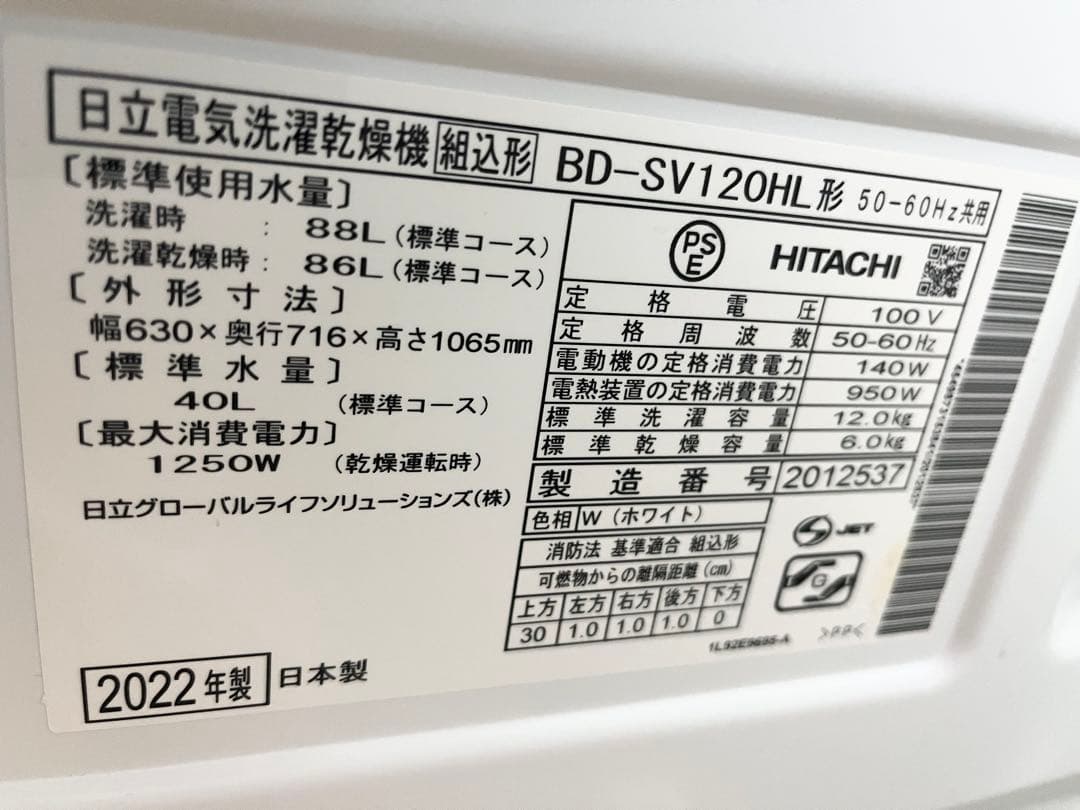 日立電気洗濯乾燥機 組込形 BD-SV120HL形 50-60Hz共用
〔標準使用水量〕
洗濯時 : 88L(標準コース)
洗濯乾燥時: 86L(標準コース)
〔外形寸法〕
幅630×奥行716×高さ1065mm
〔標準水量〕
40L (標準コース)
〔最大消費電力〕
1250W (乾燥運転時)
日立グローバルライフソリューションズ(株)
2022年製 日本製
PSE HITACHI
定格電圧 100V
定格周波数 50-60Hz
電動機の定格消費電力 140W
電熱装置の定格消費電力 950W
標準洗濯容量 12.0kg
標準乾燥容量 6.0kg
製造番号 2012537
色相 W(ホワイト)
消防法 基準適合 組込形
可燃物からの離隔距離(cm)
上方 左方 右方 後方 下方
30 1.0 1.0 1.0 0
S JET
G
1L92E9695-A
>PP<